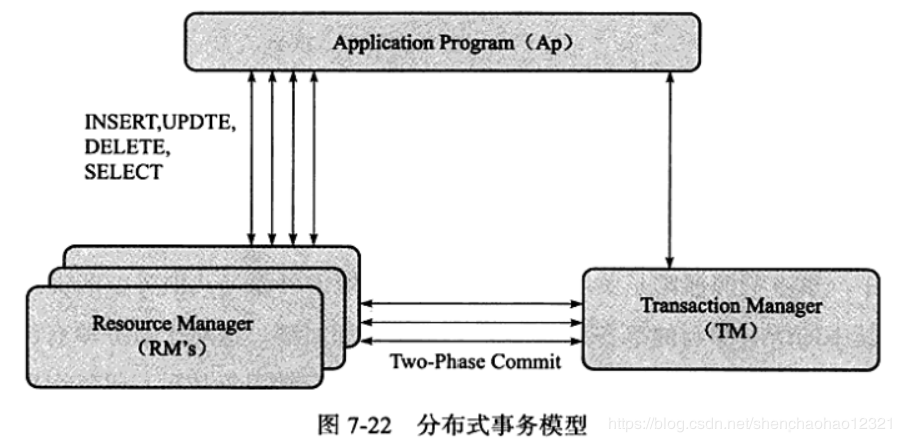 Application Program（Ap）
INSERT,UPDTE,
DELETE,
SELECT
Resource Manager
（RM's）
Transaction Manager
（TM）
Two-Phase Commit
图 7-22 分布式事务模型
https://blog.csdn.net/shenchaohao12321